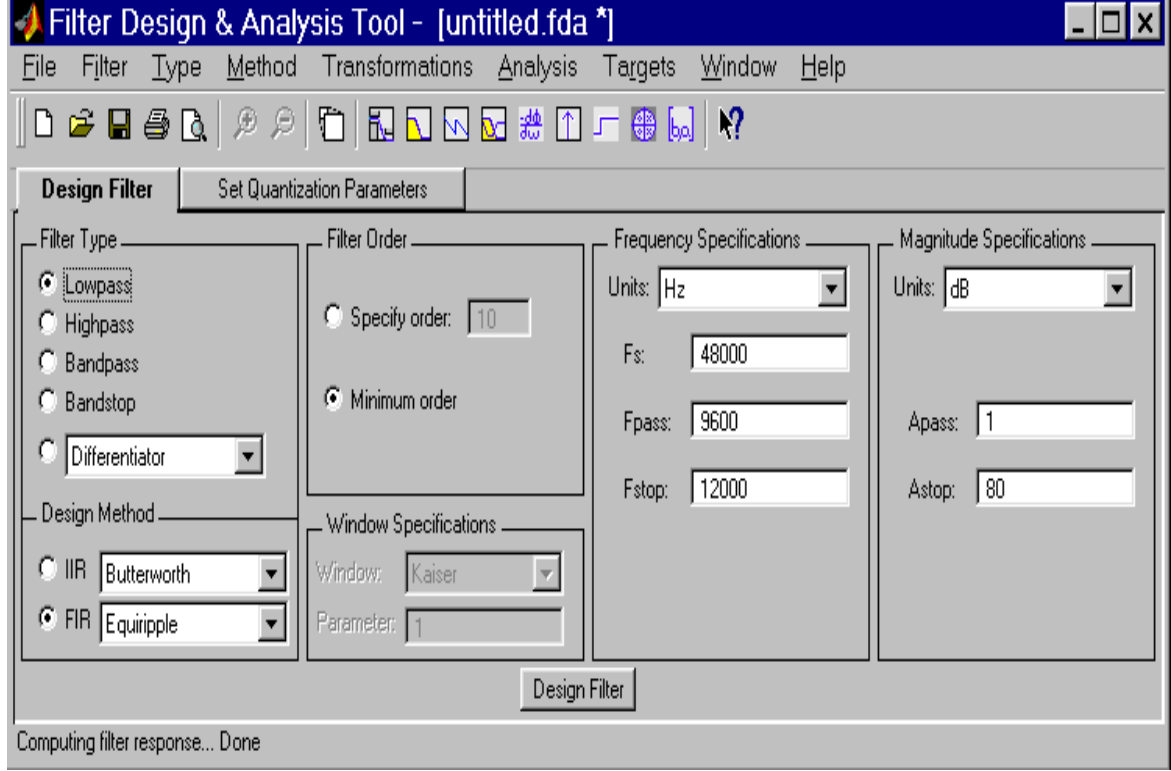 Filter Design & Analysis Tool - [untitled.fda *]
File Filter Type Method Transformations Analysis Targets Window Help
Design Filter
Set Quantization Parameters
Filter Type
Lowpass
Highpass
Bandpass
Bandstop
Differentiator
Design Method
IIR Butterworth
FIR Equiripple
Filter Order
Specify order: 10
Minimum order
Window Specifications
Window: Kaiser
Parameter: 1
Frequency Specifications
Units: Hz
Fs: 48000
Fpass: 9600
Fstop: 12000
Magnitude Specifications
Units: dB
Apass: 1
Astop: 80
Design Filter
Computing filter response... Done